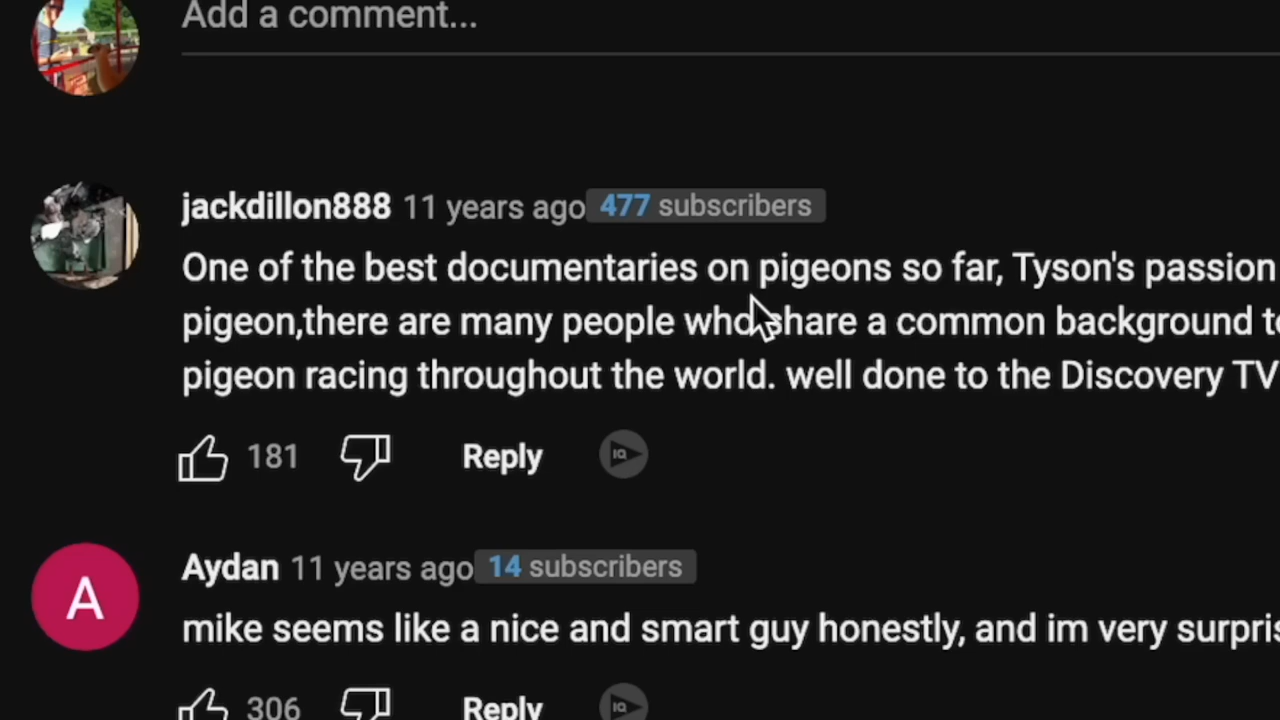 Add a comment...
jackdillon888 11 years ago 477 subscribers
One of the best documentaries on pigeons so far, Tyson's passion
pigeon,there are many people who share a common background to
pigeon racing throughout the world. well done to the Discovery TV
181 Reply IQ
A
Aydan 11 years ago 14 subscribers
mike seems like a nice and smart guy honestly, and im very
306 Reply IQ